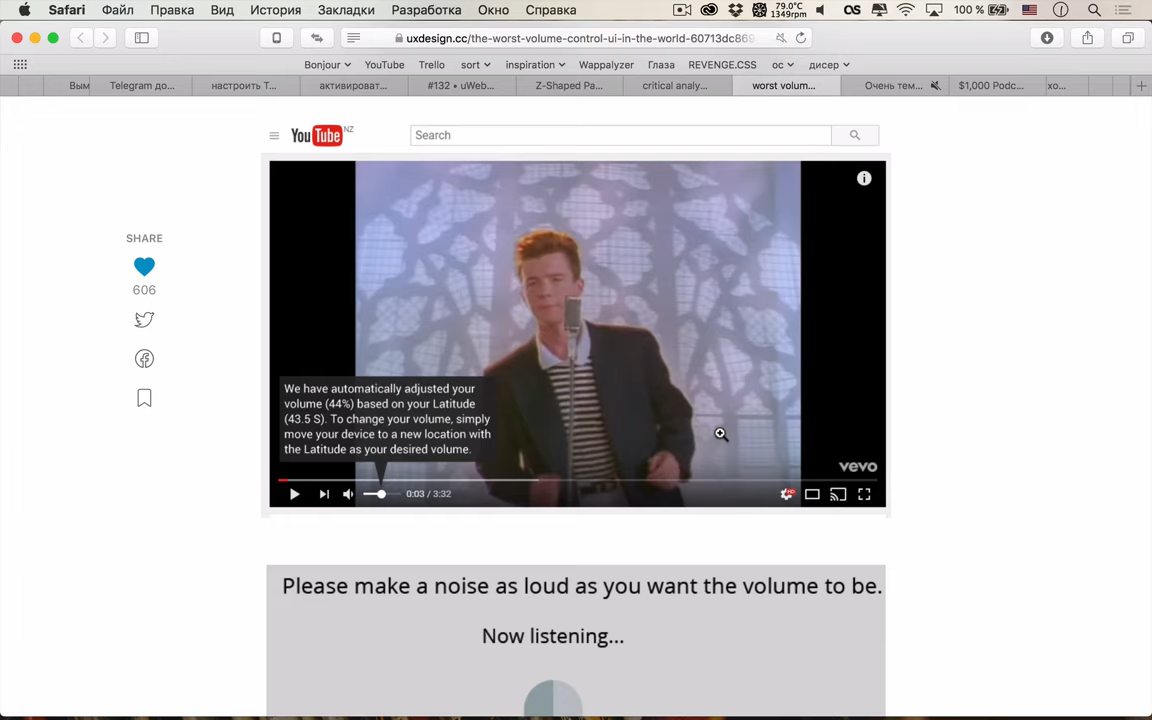 Safari Файл Правка Вид История Закладки Разработка Окно Справка 79.0°C 1349rpm 100 %
uxdesign.cc/the-worst-volume-control-ui-in-the-world-60713dc869
Bonjour YouTube Trello sort inspiration Wappalyzer Глаза REVENGE.CSS ос дисер
Вым Telegram до... настроить Т... активироват... #132 • uWeb... Z-Shaped Pa... critical analy... worst volum... Очень тем... $1,000 Podc... хо...
YouTube NZ Search
SHARE
606
We have automatically adjusted your
volume (44%) based on your Latitude
(43.5 S). To change your volume, simply
move your device to a new location with
the Latitude as your desired volume.
vevo
0:03 / 3:32 HD
Please make a noise as loud as you want the volume to be.
Now listening...